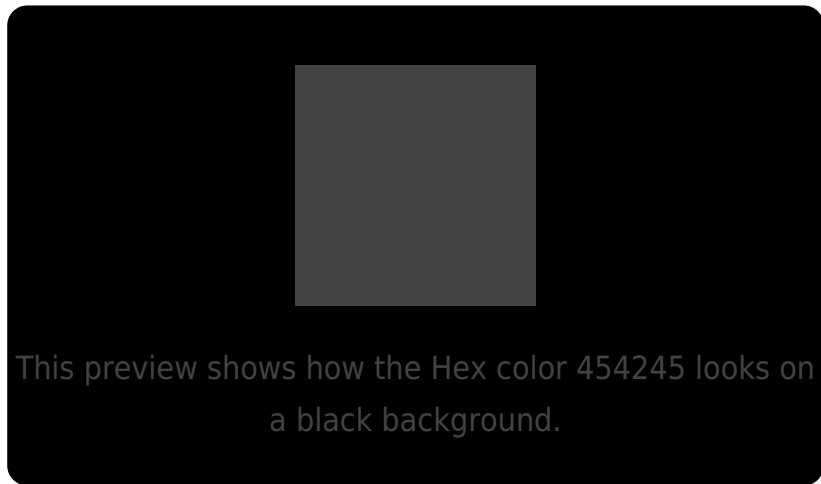 This preview shows how the Hex color 454245 looks on
a black background.